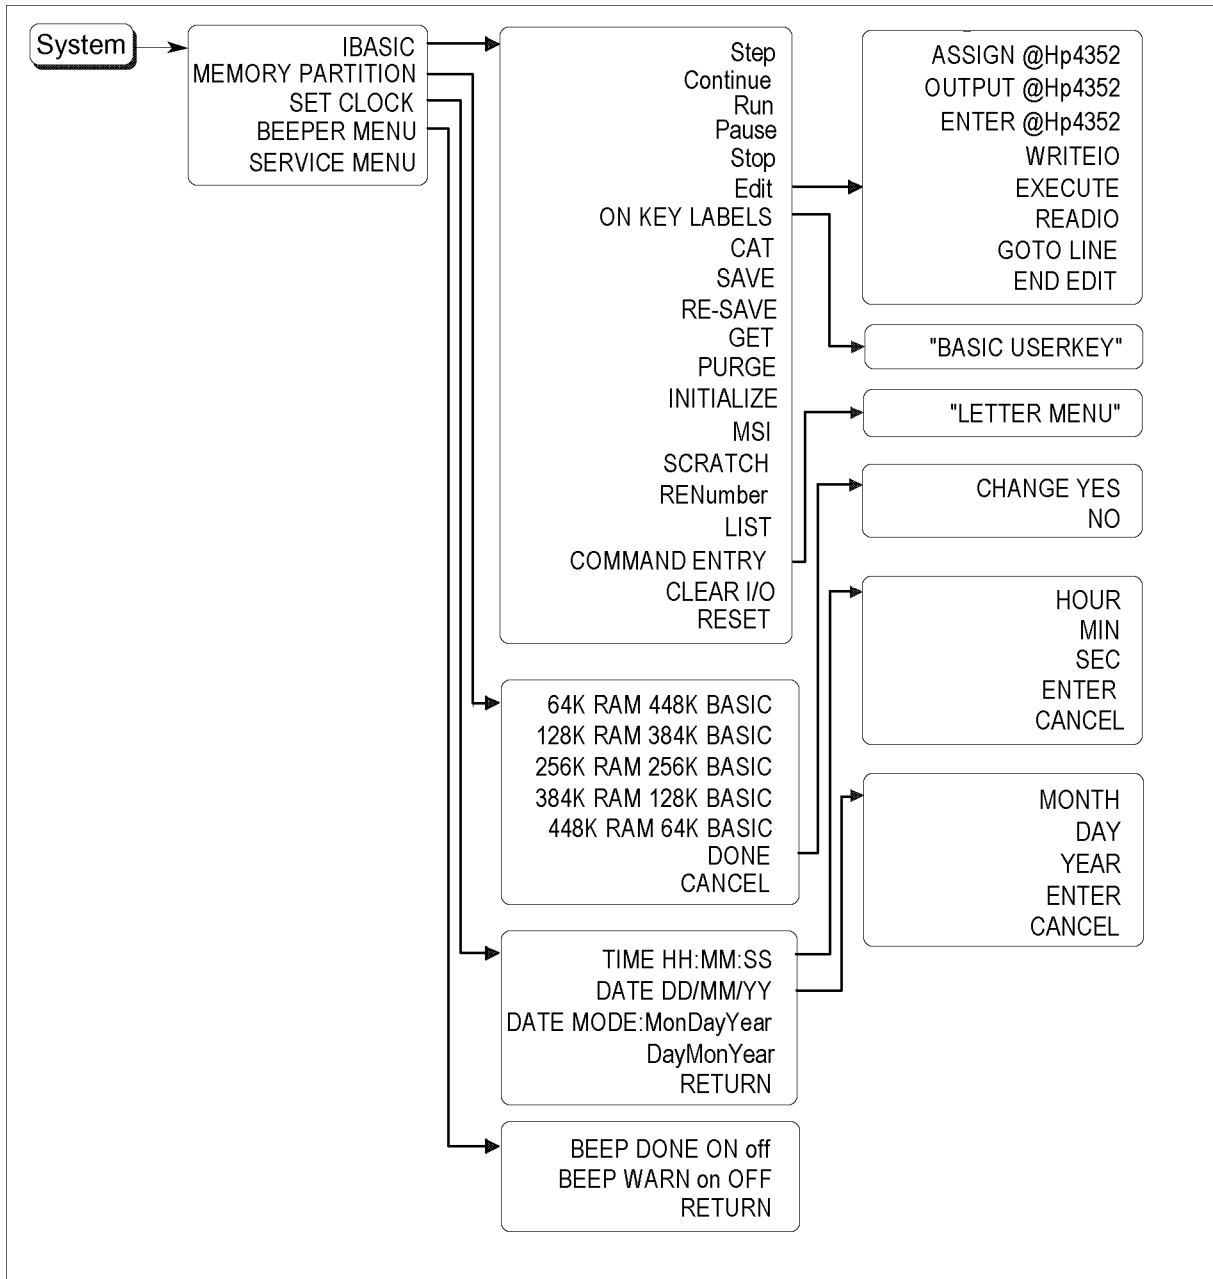 System
IBASIC
MEMORY PARTITION
SET CLOCK
BEEPER MENU
SERVICE MENU
Step
Continue
Run
Pause
Stop
Edit
ON KEY LABELS
CAT
SAVE
RE-SAVE
GET
PURGE
INITIALIZE
MSI
SCRATCH
RENumber
LIST
COMMAND ENTRY
CLEAR I/O
RESET
ASSIGN @Hp4352
OUTPUT @Hp4352
ENTER @Hp4352
WRITEIO
EXECUTE
READIO
GOTO LINE
END EDIT
"BASIC USERKEY"
"LETTER MENU"
CHANGE YES
NO
64K RAM 448K BASIC
128K RAM 384K BASIC
256K RAM 256K BASIC
384K RAM 128K BASIC
448K RAM 64K BASIC
DONE
CANCEL
HOUR
MIN
SEC
ENTER
CANCEL
TIME HH:MM:SS
DATE DD/MM/YY
DATE MODE:MonDayYear
DayMonYear
RETURN
MONTH
DAY
YEAR
ENTER
CANCEL
BEEP DONE ON off
BEEP WARN on OFF
RETURN